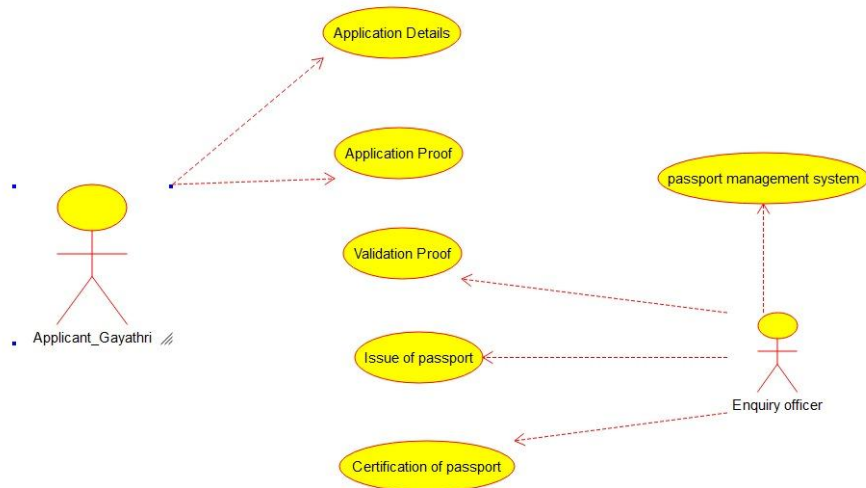 Application Details
Application Proof
passport management system
Validation Proof
Applicant_Gayathri
Issue of passport
Enquiry officer
Certification of passport